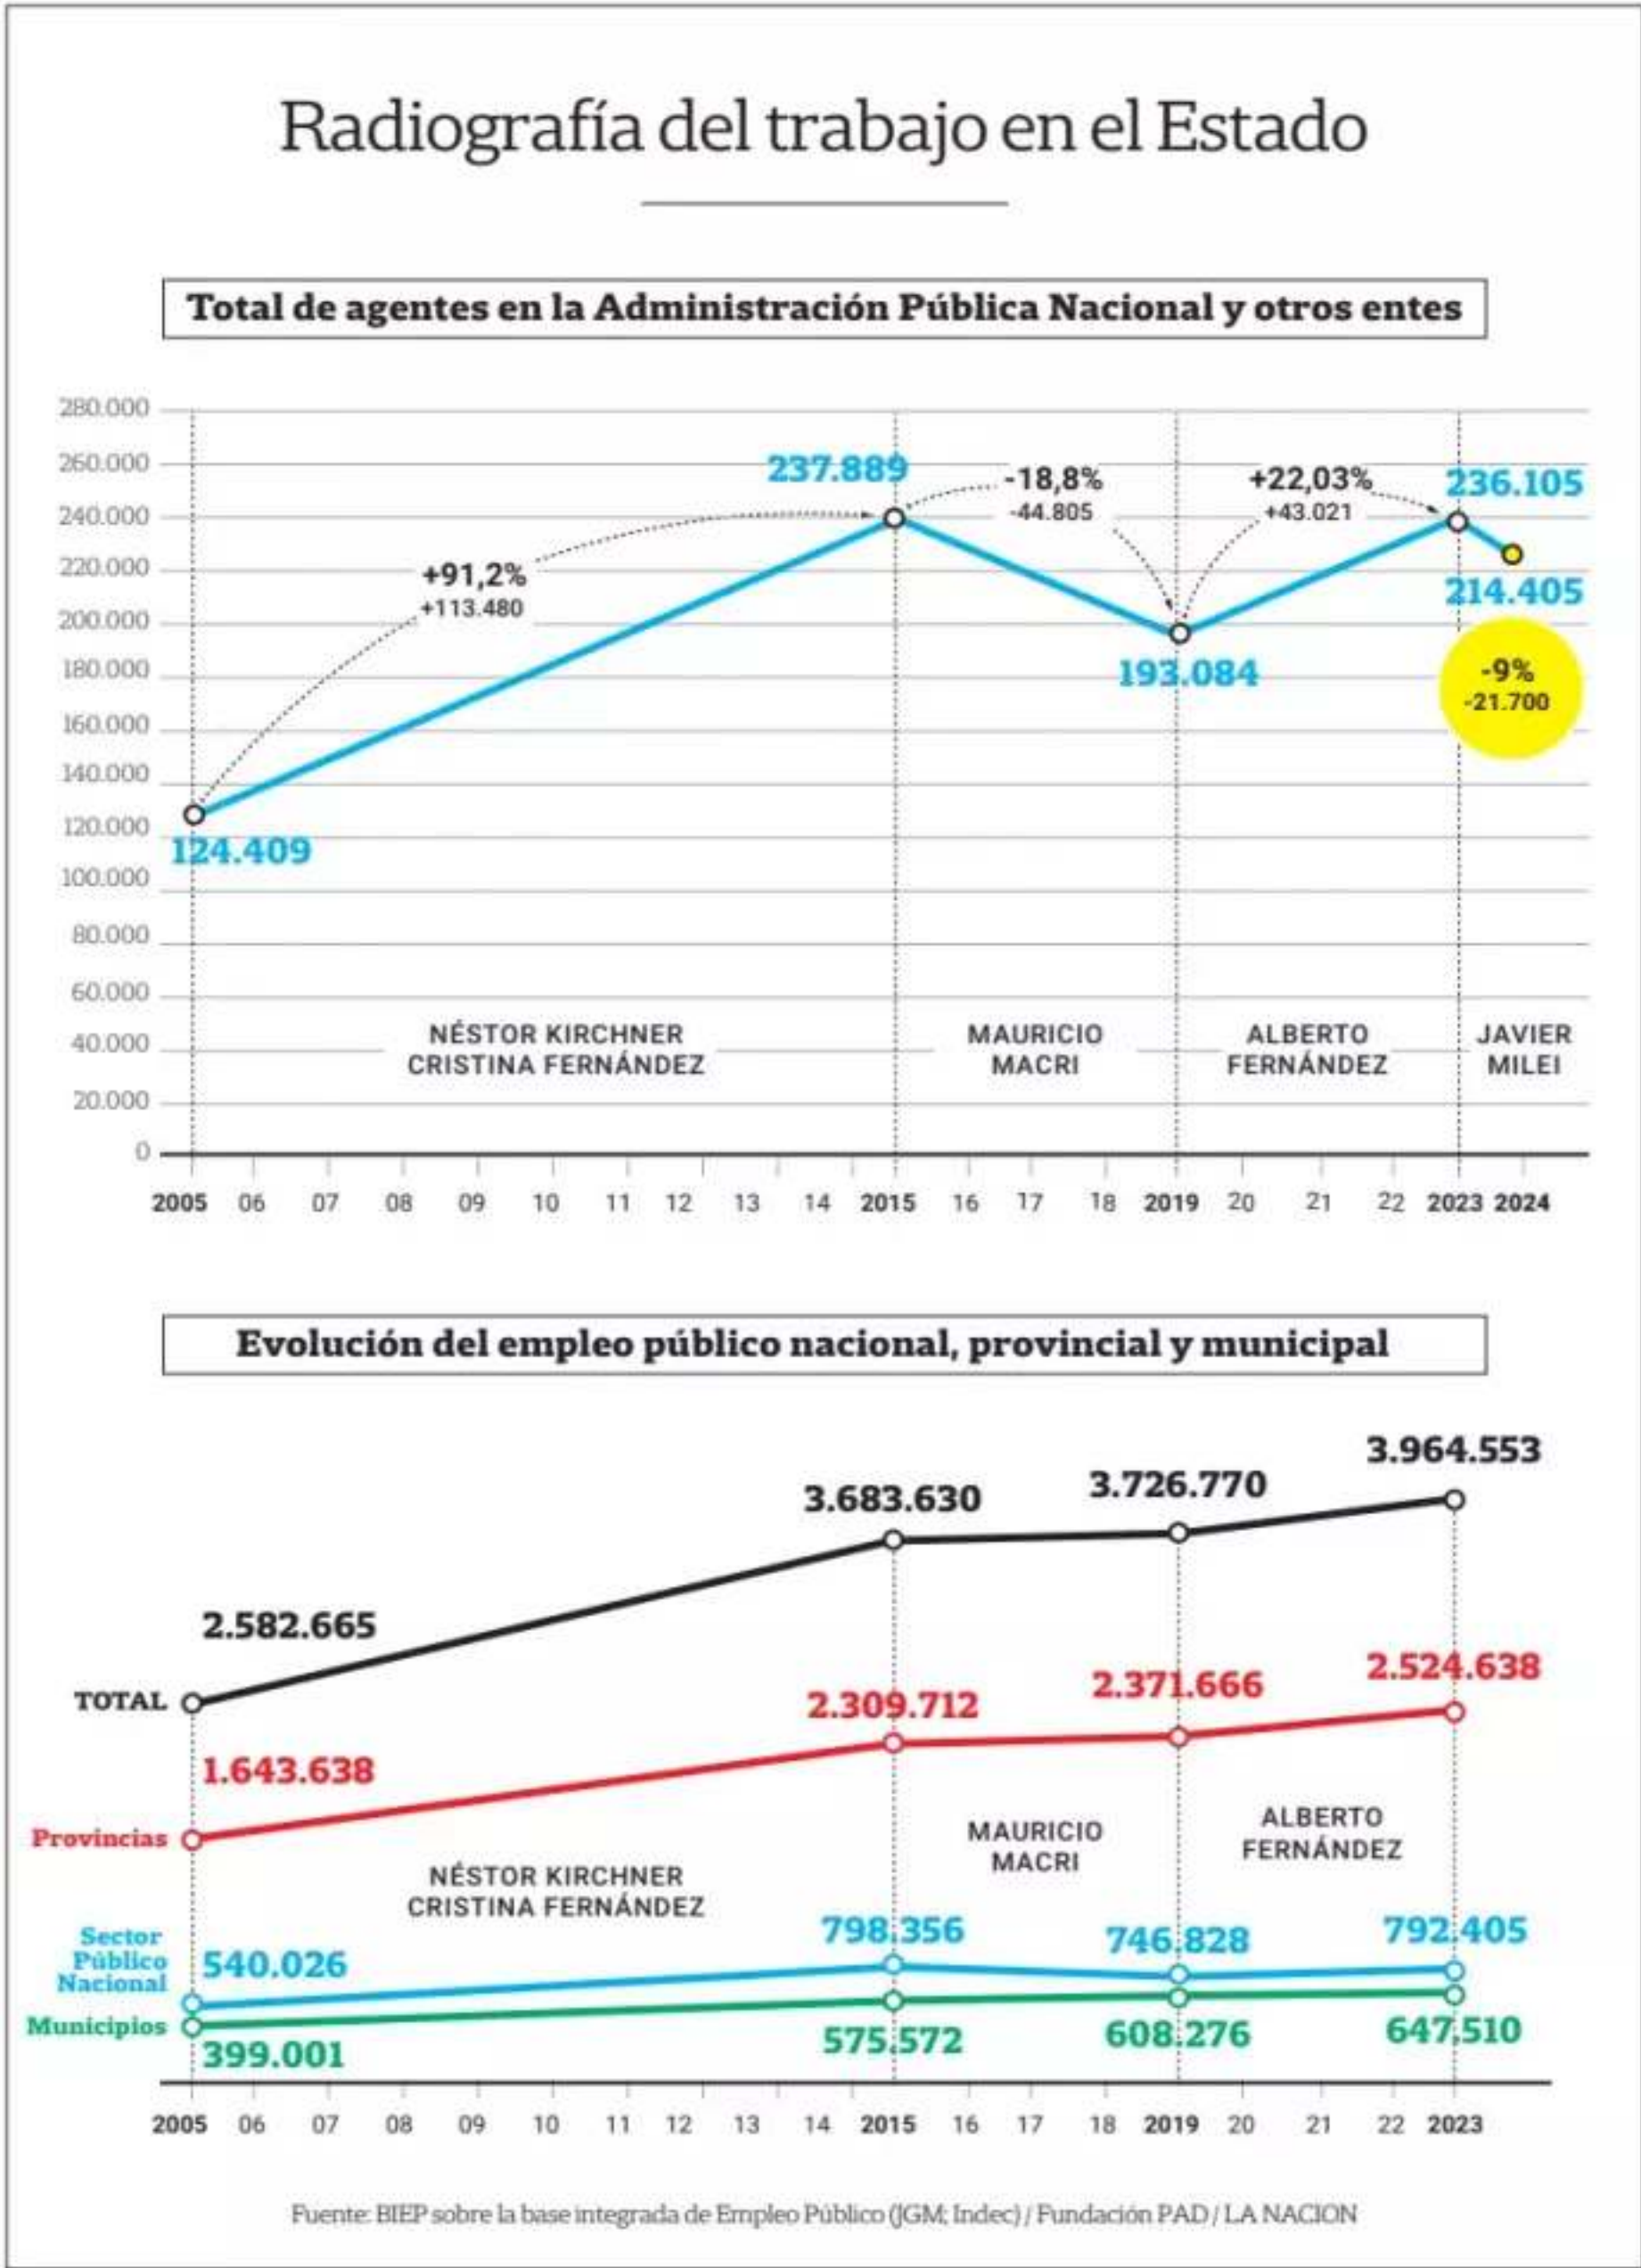 Radiografía del trabajo en el Estado
Total de agentes en la Administración Pública Nacional y otros entes
280.000
260.000
240.000
220.000
200.000
180.000
160.000
140.000
120.000
100.000
80.000
60.000
40.000
20.000
0
124.409
+91,2%
+113.480
237.889
-18,8%
-44.805
193.084
+22,03%
+43.021
236.105
214.405
-9%
-21.700
NÉSTOR KIRCHNER
CRISTINA FERNÁNDEZ
MAURICIO
MACRI
ALBERTO
FERNÁNDEZ
JAVIER
MILEI
2005 06 07 08 09 10 11 12 13 14 2015 16 17 18 2019 20 21 22 2023 2024
Evolución del empleo público nacional, provincial y municipal
TOTAL
2.582.665
3.683.630
3.726.770
3.964.553
Provincias
1.643.638
2.309.712
2.371.666
2.524.638
NÉSTOR KIRCHNER
CRISTINA FERNÁNDEZ
MAURICIO
MACRI
ALBERTO
FERNÁNDEZ
Sector
Público
Nacional
540.026
798.356
746.828
792.405
Municipios
399.001
575.572
608.276
647.510
2005 06 07 08 09 10 11 12 13 14 2015 16 17 18 2019 20 21 22 2023
Fuente: BIEP sobre la base integrada de Empleo Público (JGM; Indec) / Fundación PAD / LA NACION